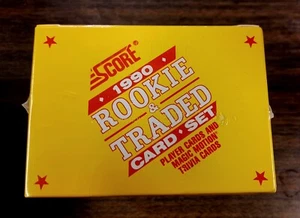 SCORE®
1990
ROOKIE
&
TRADED
CARD • SET
PLAYER CARDS AND
MAGIC MOTION
TRIVIA CARDS